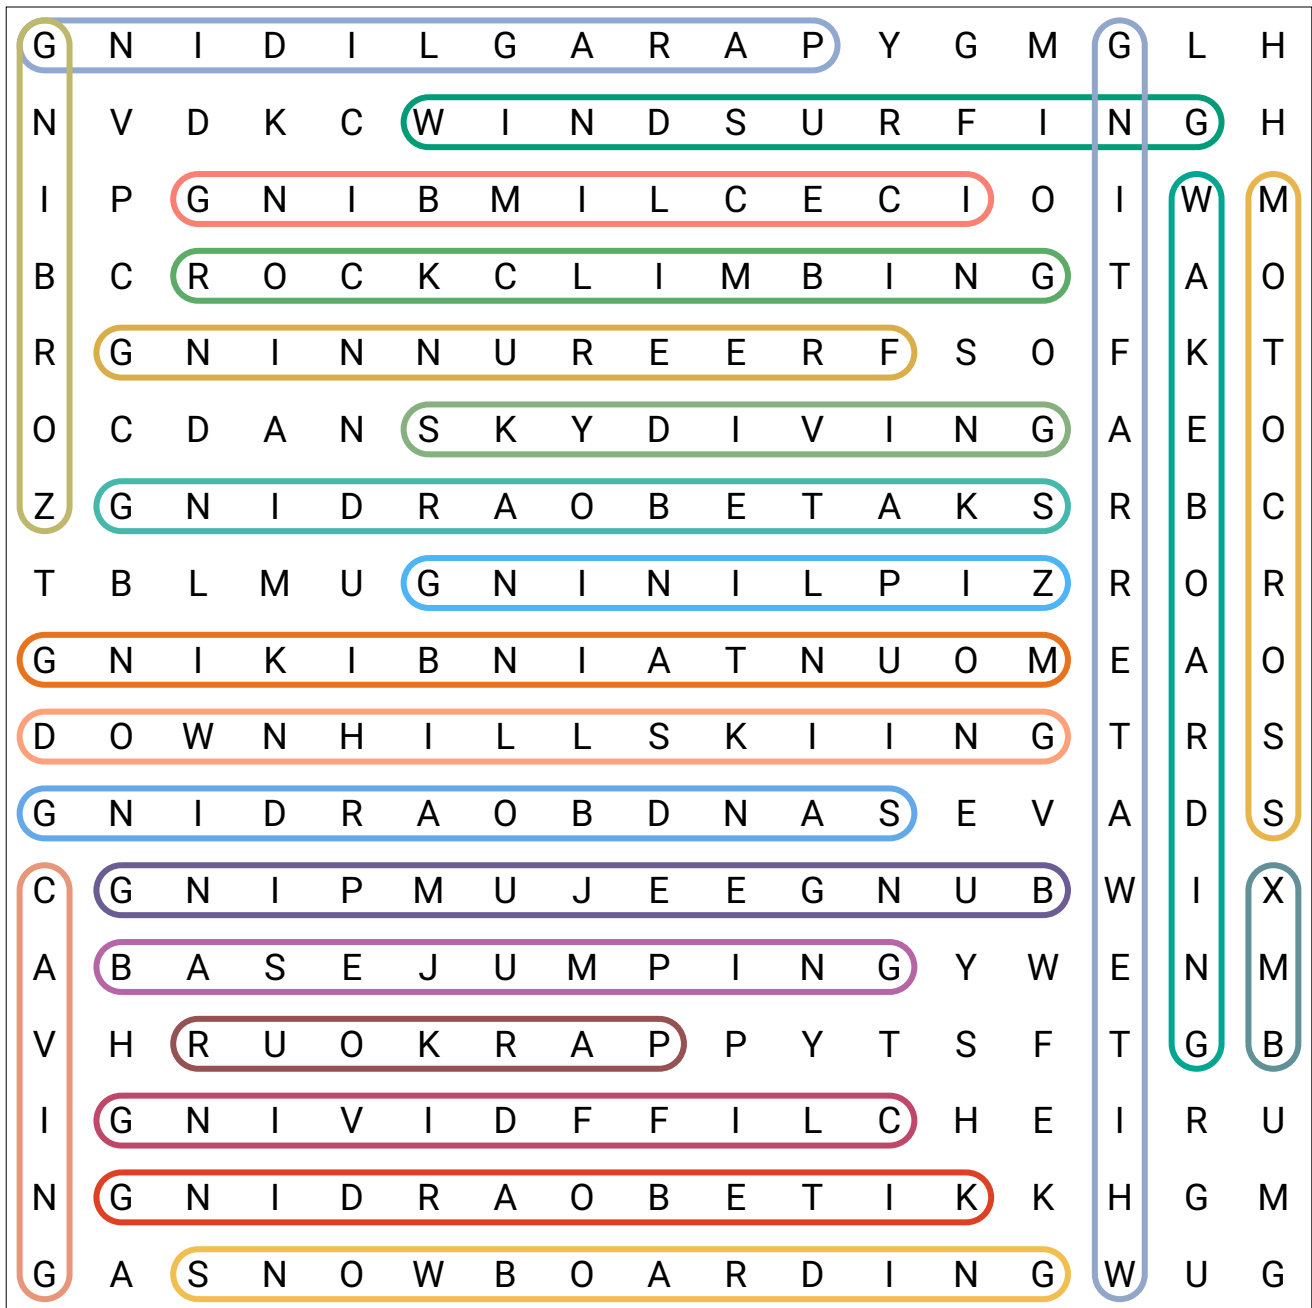 G N I D I L G A R A P Y G M G L H
N V D K C W I N D S U R F I N G H
I P G N I B M I L C E C I O I W M
B C R O C K C L I M B I N G T A O
R G N I N N U R E E R F S O F K T
O C D A N S K Y D I V I N G A E O
Z G N I D R A O B E T A K S R B C
T B L M U G N I N I L P I Z R O R
G N I K I B N I A T N U O M E A O
D O W N H I L L S K I I N G T R S
G N I D R A O B D N A S E V A D S
C G N I P M U J E E G N U B W I X
A B A S E J U M P I N G Y W E N M
V H R U O K R A P P Y T S F T G B
I G N I V I D F F I L C H E I R U
N G N I D R A O B E T I K K H G M
G A S N O W B O A R D I N G W U G